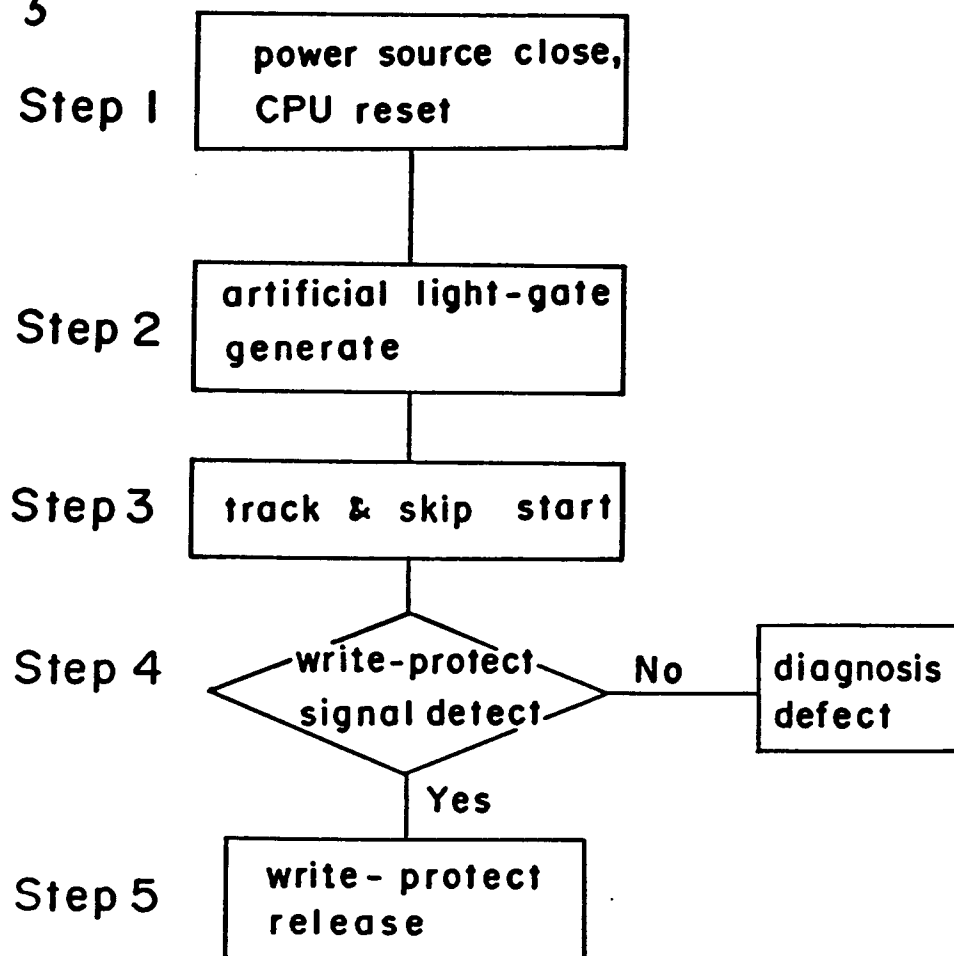 3
power source close,
Step 1
CPU reset
artificial light-gate
Step 2
generate
Step 3
track & skip start
Step 4
write-protect
signal detect
No
diagnosis
defect
Yes
Step 5
write-protect
release